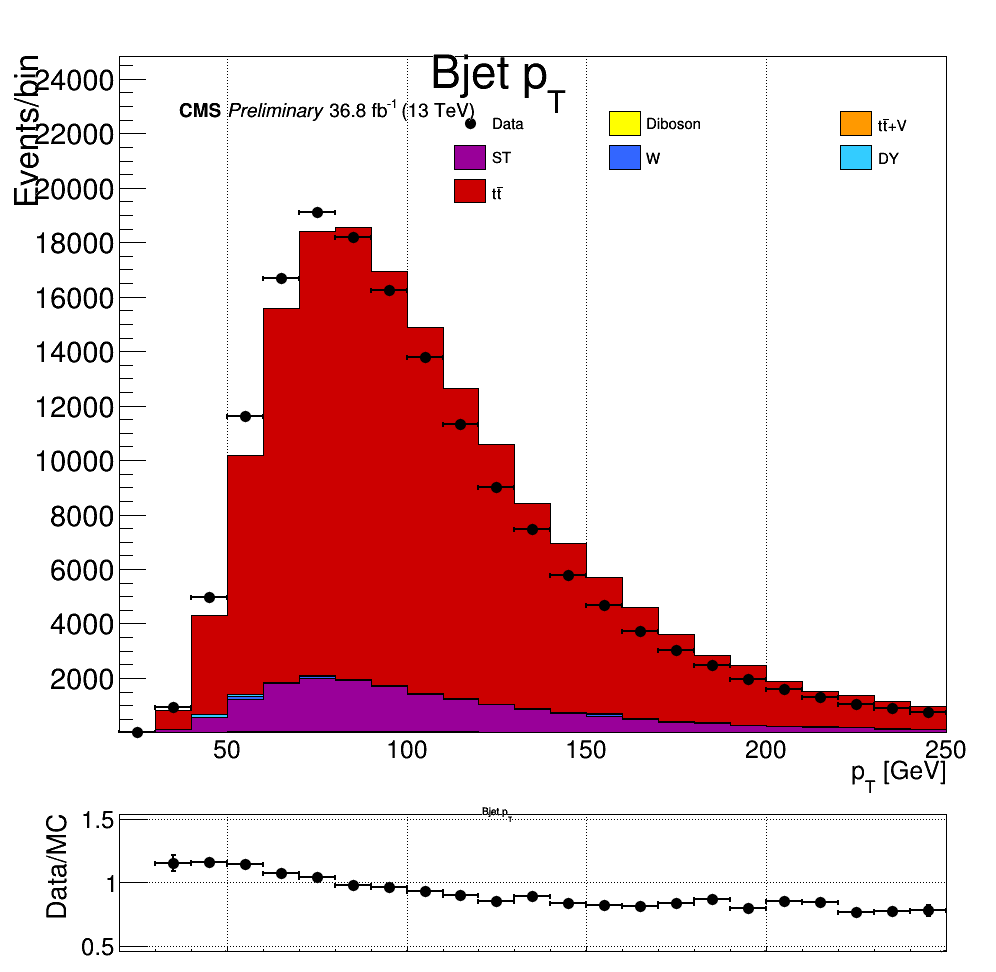 Bjet p_T
Events/bin
CMS Preliminary 36.8 fb⁻¹ (13 TeV)
Data
Diboson
tt̄+V
ST
W
DY
tt̄
24000
22000
20000
18000
16000
14000
12000
10000
8000
6000
4000
2000
50 100 150 200 250
p_T [GeV]
Bjet p_T
Data/MC
1.5
1
0.5